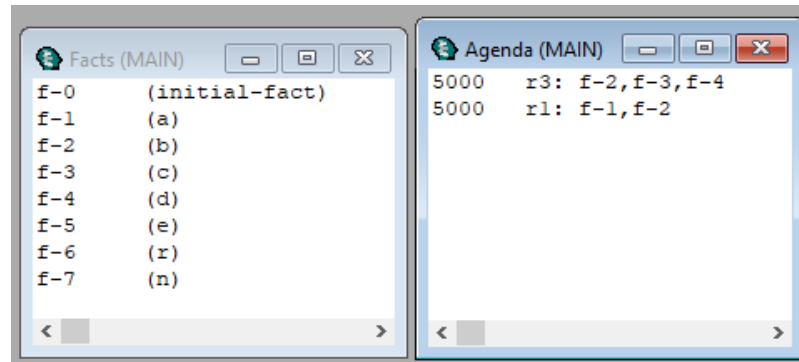 Facts (MAIN)
f-0 (initial-fact)
f-1 (a)
f-2 (b)
f-3 (c)
f-4 (d)
f-5 (e)
f-6 (r)
f-7 (n)
Agenda (MAIN)
5000 r3: f-2,f-3,f-4
5000 r1: f-1,f-2